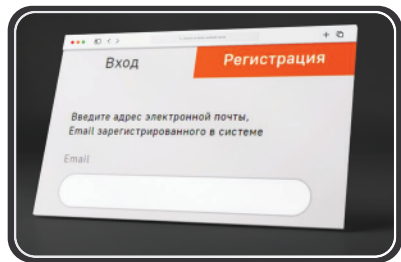 Вход
Регистрация
Введите адрес электронной почты,
Email зарегистрированного в системе
Email